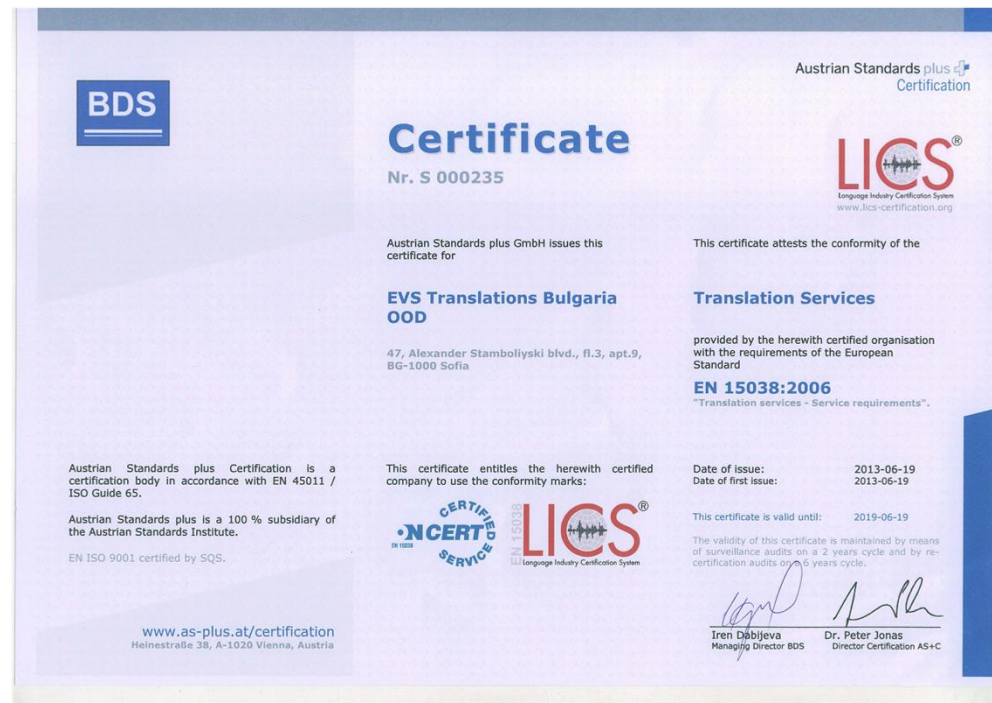 BDS
Austrian Standards plus
Certification
Certificate
Nr. S 000235
LICS®
Language Industry Certification System
www.lics-certification.org
Austrian Standards plus GmbH issues this
certificate for
EVS Translations Bulgaria
OOD
47, Alexander Stamboliyski blvd., fl.3, apt.9,
BG-1000 Sofia
This certificate attests the conformity of the
Translation Services
provided by the herewith certified organisation
with the requirements of the European
Standard
EN 15038:2006
"Translation services - Service requirements".
Austrian Standards plus Certification is a
certification body in accordance with EN 45011 /
ISO Guide 65.
Austrian Standards plus is a 100 % subsidiary of
the Austrian Standards Institute.
EN ISO 9001 certified by SQS.
www.as-plus.at/certification
Heinestraße 38, A-1020 Vienna, Austria
This certificate entitles the herewith certified
company to use the conformity marks:
CERTIFIED
NCERT
EN 15038
SERVICE
EN 15038
LICS®
Language Industry Certification System
Date of issue: 2013-06-19
Date of first issue: 2013-06-19
This certificate is valid until: 2019-06-19
The validity of this certificate is maintained by means
of surveillance audits on a 2 years cycle and by re-
certification audits on a 6 years cycle.
Iren Dabijeva
Managing Director BDS
Dr. Peter Jonas
Director Certification AS+C